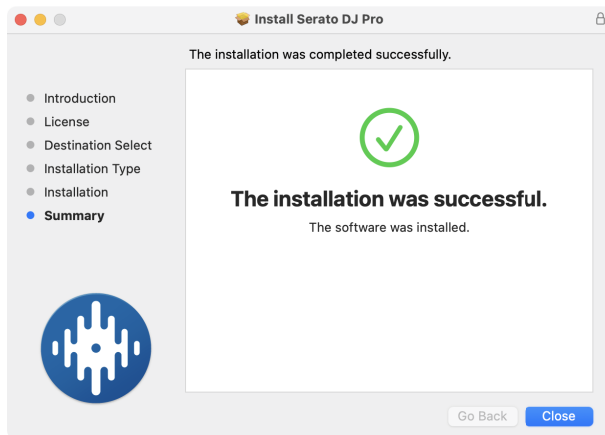 Install Serato DJ Pro
The installation was completed successfully.
Introduction
License
Destination Select
Installation Type
Installation
Summary
The installation was successful.
The software was installed.
Go Back
Close